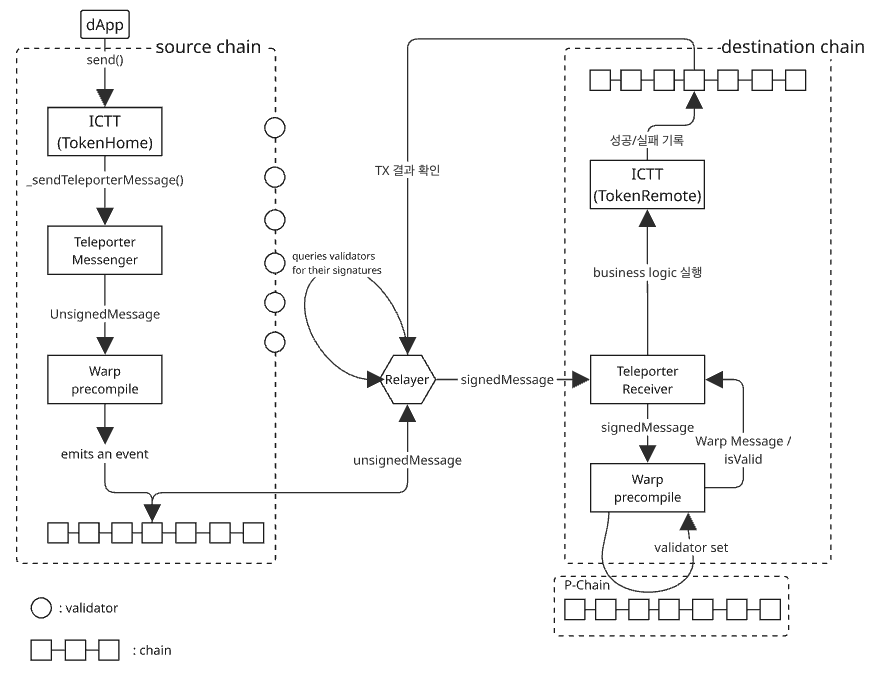 dApp
source chain
send()
ICTT
(TokenHome)
_sendTeleporterMessage()
Teleporter
Messenger
UnsignedMessage
Warp
precompile
emits an event
queries validators
for their signatures
TX 결과 확인
Relayer
signedMessage
unsignedMessage
destination chain
성공/실패 기록
ICTT
(TokenRemote)
business logic 실행
Teleporter
Receiver
signedMessage
Warp Message /
isValid
Warp
precompile
validator set
P-Chain
: validator
: chain